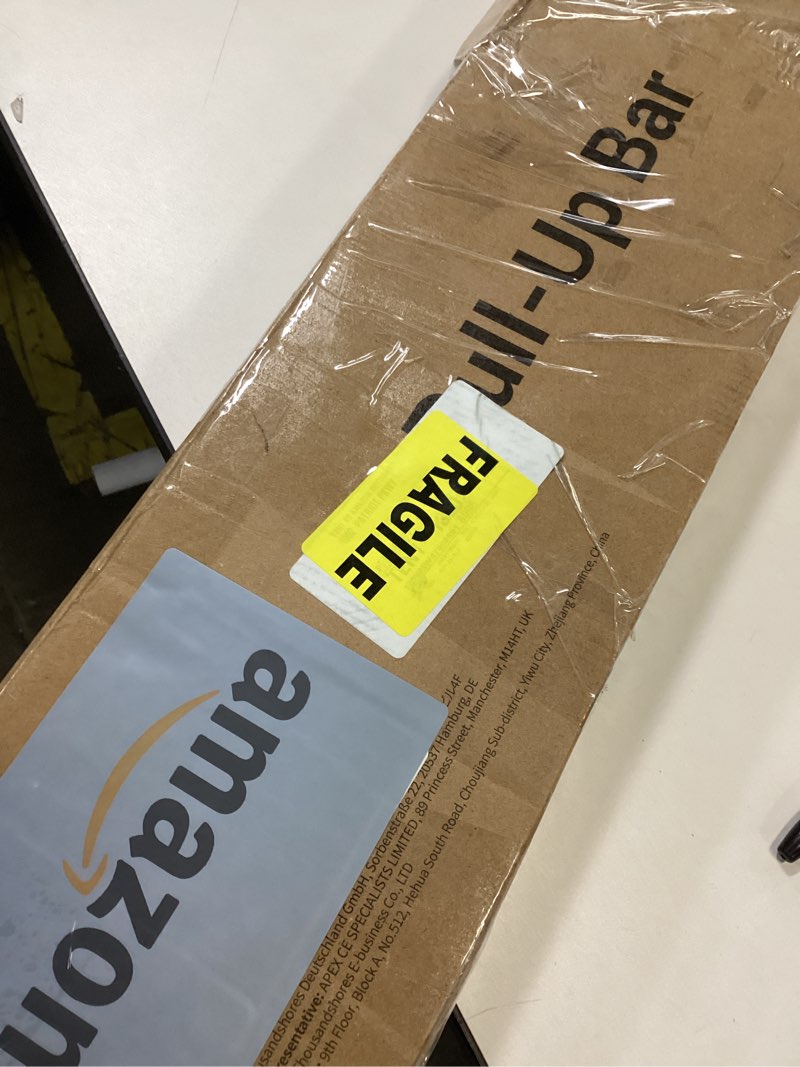 Pull-Up Bar
FRAGILE
amazon
2JL4F
sandshores Deutschland GmbH, Sorbenstraße 22, 20537 Hamburg, DE
esentative: APEX CE SPECIALISTS LIMITED, 89 Princess Street, Manchester, M14HT, UK
housandshores E-business Co., LTD
: 9th Floor, Block A, No.512, Hehua South Road, Choujiang Sub-district, Yiwu City, Zhejiang Province, China